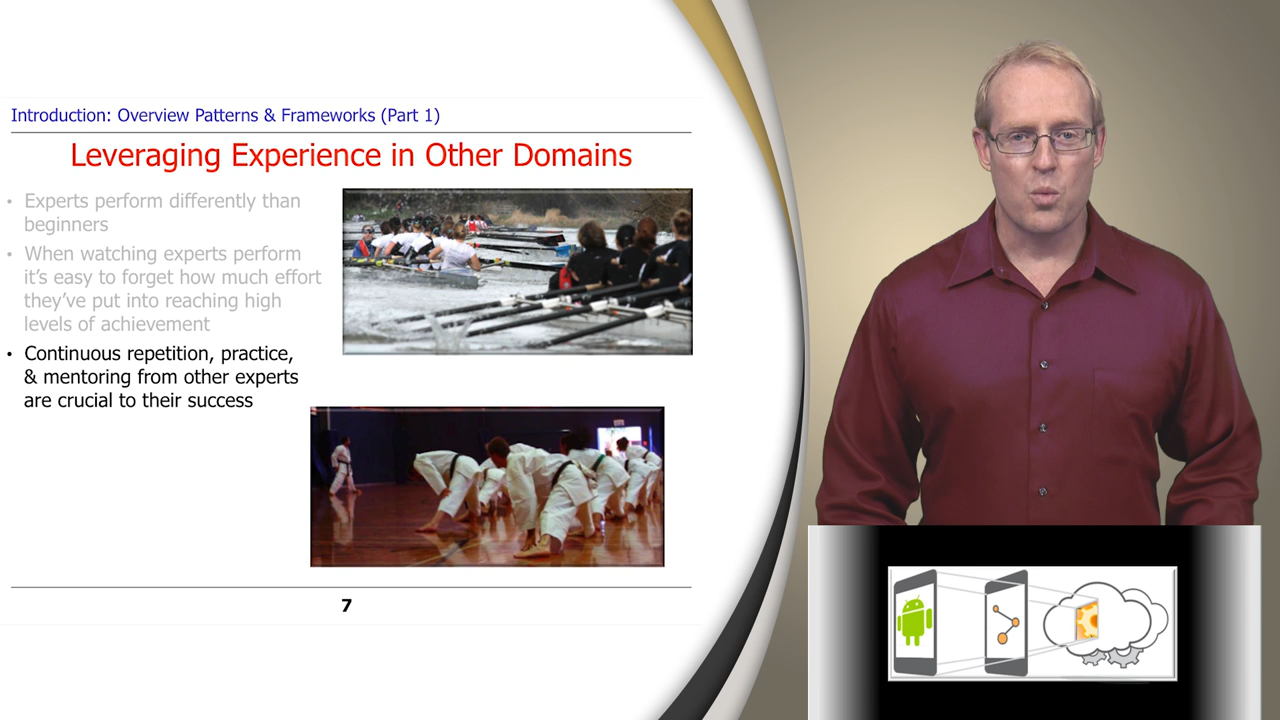 Introduction: Overview Patterns & Frameworks (Part 1)
Leveraging Experience in Other Domains
• Experts perform differently than
beginners
• When watching experts perform
it’s easy to forget how much effort
they’ve put into reaching high
levels of achievement
• Continuous repetition, practice,
& mentoring from other experts
are crucial to their success
7